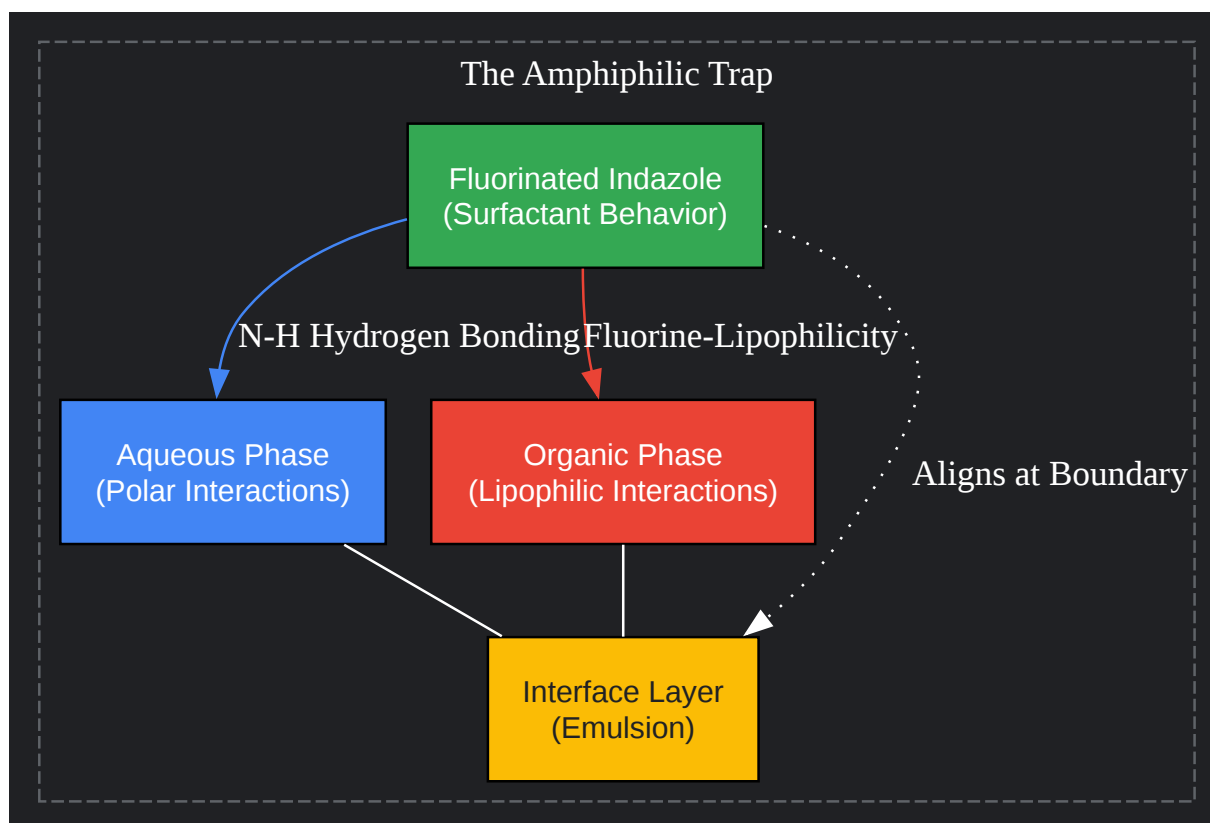 The Amphiphilic Trap
Fluorinated Indazole
(Surfactant Behavior)
N-H Hydrogen Bonding
Fluorine-Lipophilicity
Aqueous Phase
(Polar Interactions)
Organic Phase
(Lipophilic Interactions)
Aligns at Boundary
Interface Layer
(Emulsion)